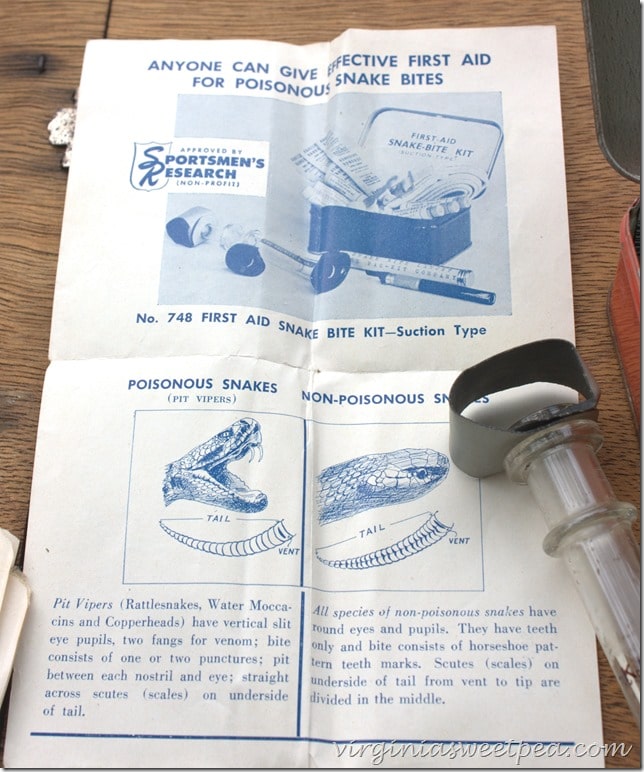 ANYONE CAN GIVE EFFECTIVE FIRST AID
FOR POISONOUS SNAKE BITES
APPROVED BY
SPORTSMEN'S
RESEARCH
(NON-PROFIT)
FIRST-AID
SNAKE-BITE KIT
(SUCTION TYPE)
No. 748 FIRST AID SNAKE BITE KIT—Suction Type
POISONOUS SNAKES
(PIT VIPERS)
NON-POISONOUS
TAIL
VENT
TAIL
VENT
Pit Vipers (Rattlesnakes, Water Mocca-
cins and Copperheads) have vertical slit
eye pupils, two fangs for venom; bite
consists of one or two punctures; pit
between each nostril and eye; straight
across scutes (scales) on underside
of tail.
All species of non-poisonous snakes have
round eyes and pupils. They have teeth
only and bite consists of horseshoe pat-
tern teeth marks. Scutes (scales) on
underside of tail from vent to tip are
divided in the middle.
virginiasweetpea.com